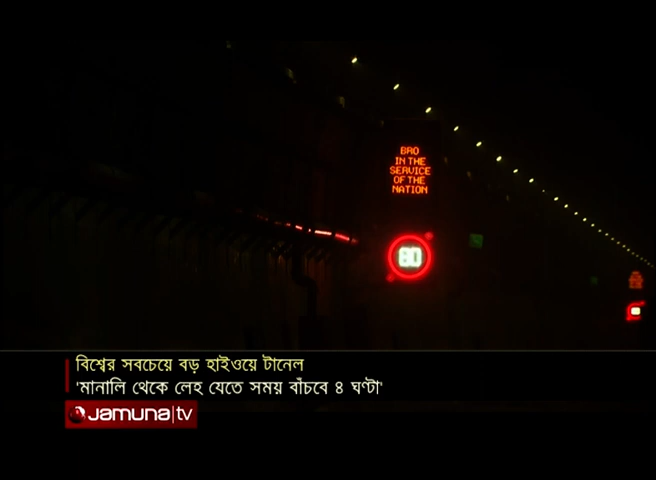 BRO
IN THE
SERVICE
OF THE
NATION
80
বিশ্বের সবচেয়ে বড় হাইওয়ে টানেল
'মানালি থেকে লেহ যেতে সময় বাঁচবে ৪ ঘণ্টা'
Jamuna|tv